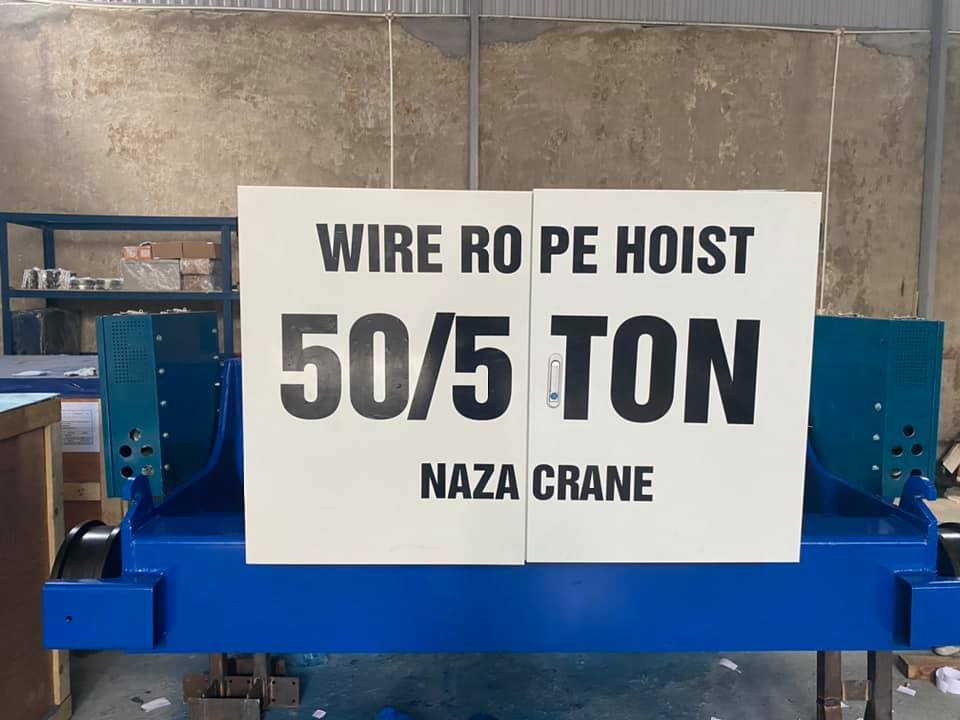 WIRE ROPE HOIST
50/5 TON
NAZA CRANE